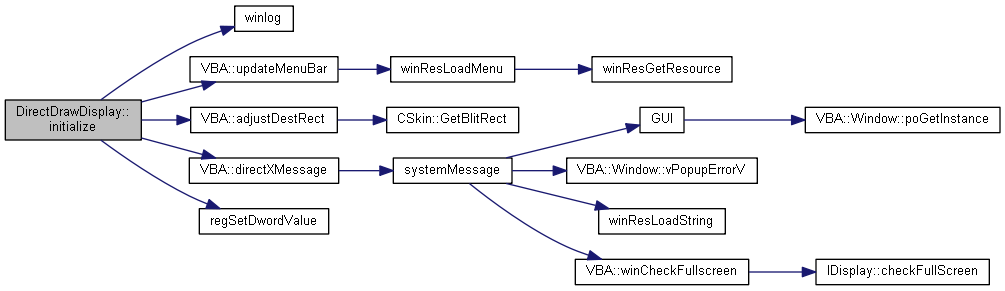 winlog
VBA::updateMenuBar
winResLoadMenu
winResGetResource
DirectDrawDisplay::
initialize
VBA::adjustDestRect
CSkin::GetBlitRect
GUI
VBA::Window::poGetInstance
VBA::directXMessage
systemMessage
VBA::Window::vPopupErrorV
regSetDwordValue
winResLoadString
VBA::winCheckFullscreen
IDisplay::checkFullScreen